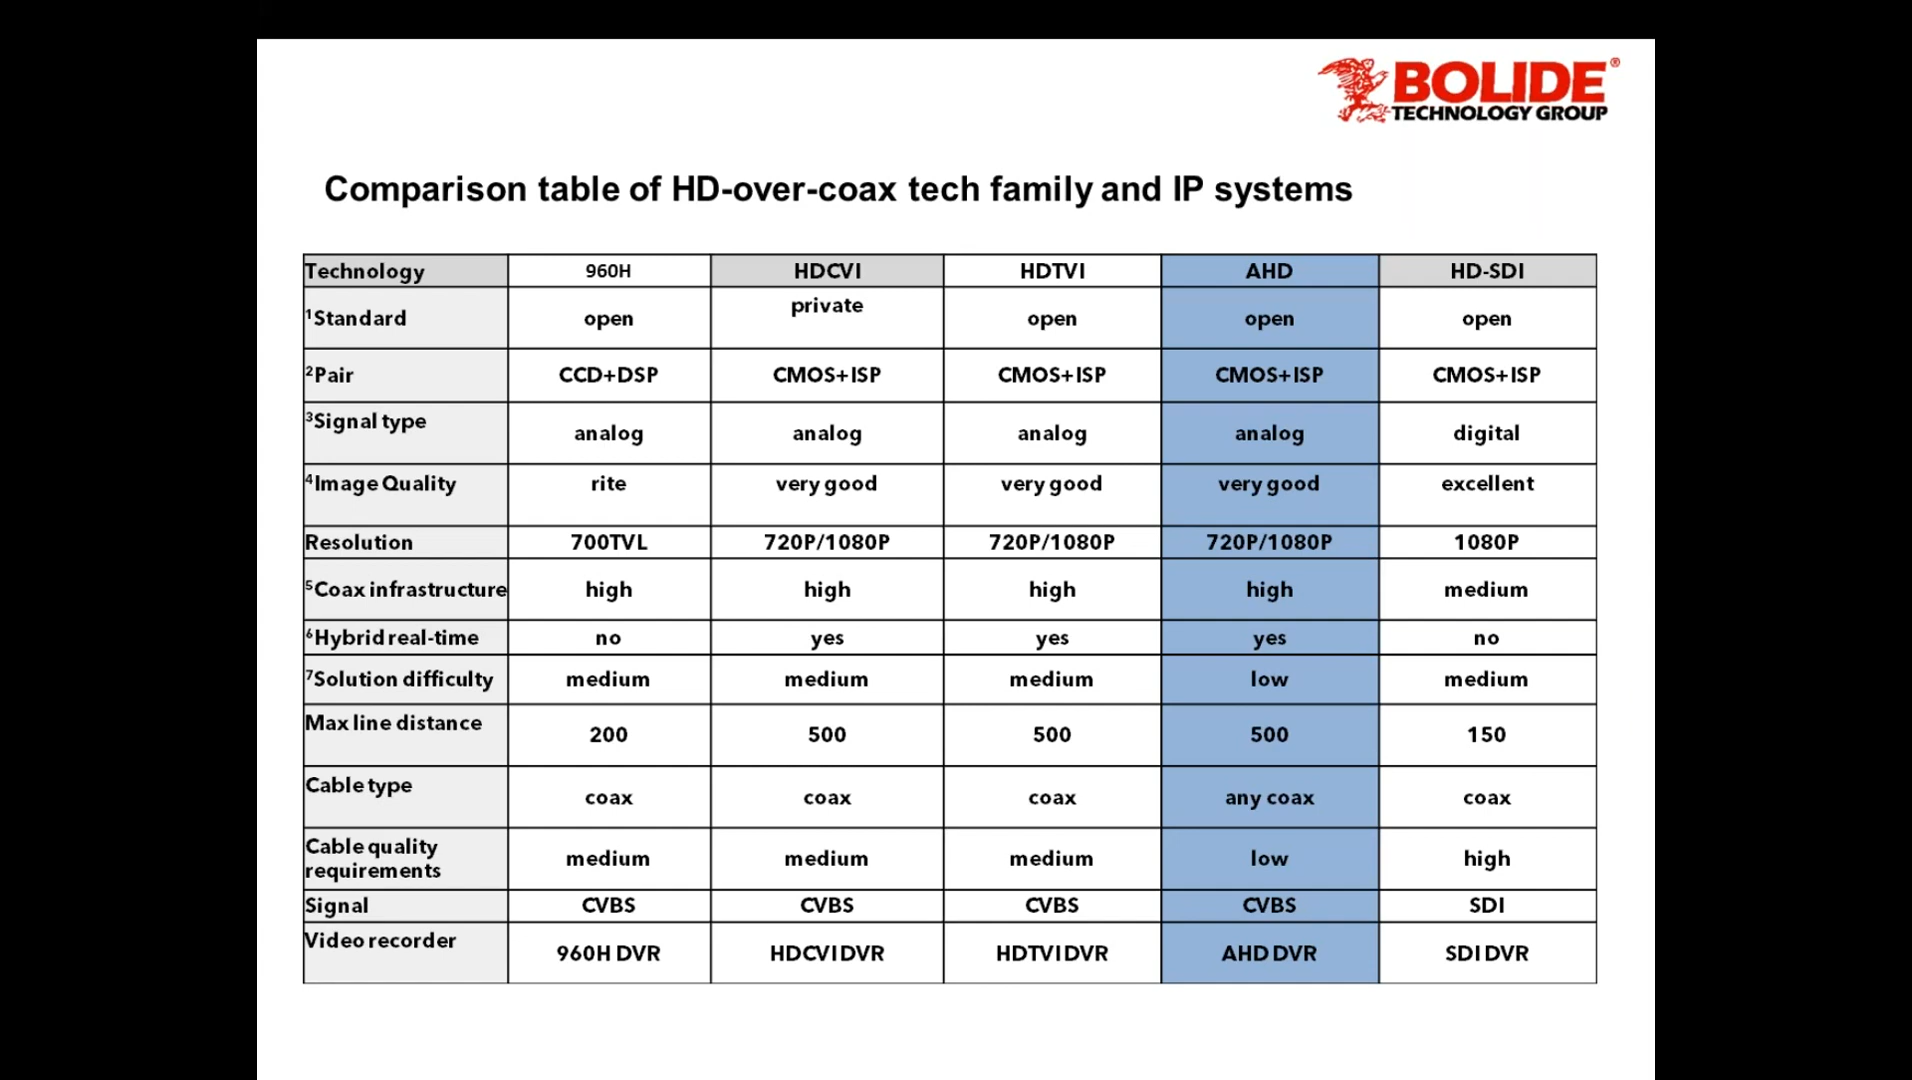 BOLIDE®
TECHNOLOGY GROUP
Comparison table of HD-over-coax tech family and IP systems
Technology 960H HDCVI HDTVI AHD HD-SDI
¹Standard open private open open open
²Pair CCD+DSP CMOS+ISP CMOS+ISP CMOS+ISP CMOS+ISP
³Signal type analog analog analog analog digital
⁴Image Quality rite very good very good very good excellent
Resolution 700TVL 720P/1080P 720P/1080P 720P/1080P 1080P
⁵Coax infrastructure high high high high medium
⁶Hybrid real-time no yes yes yes no
⁷Solution difficulty medium medium medium low medium
Max line distance 200 500 500 500 150
Cable type coax coax coax any coax coax
Cable quality
requirements medium medium medium low high
Signal CVBS CVBS CVBS CVBS SDI
Video recorder 960H DVR HDCVI DVR HDTVI DVR AHD DVR SDI DVR